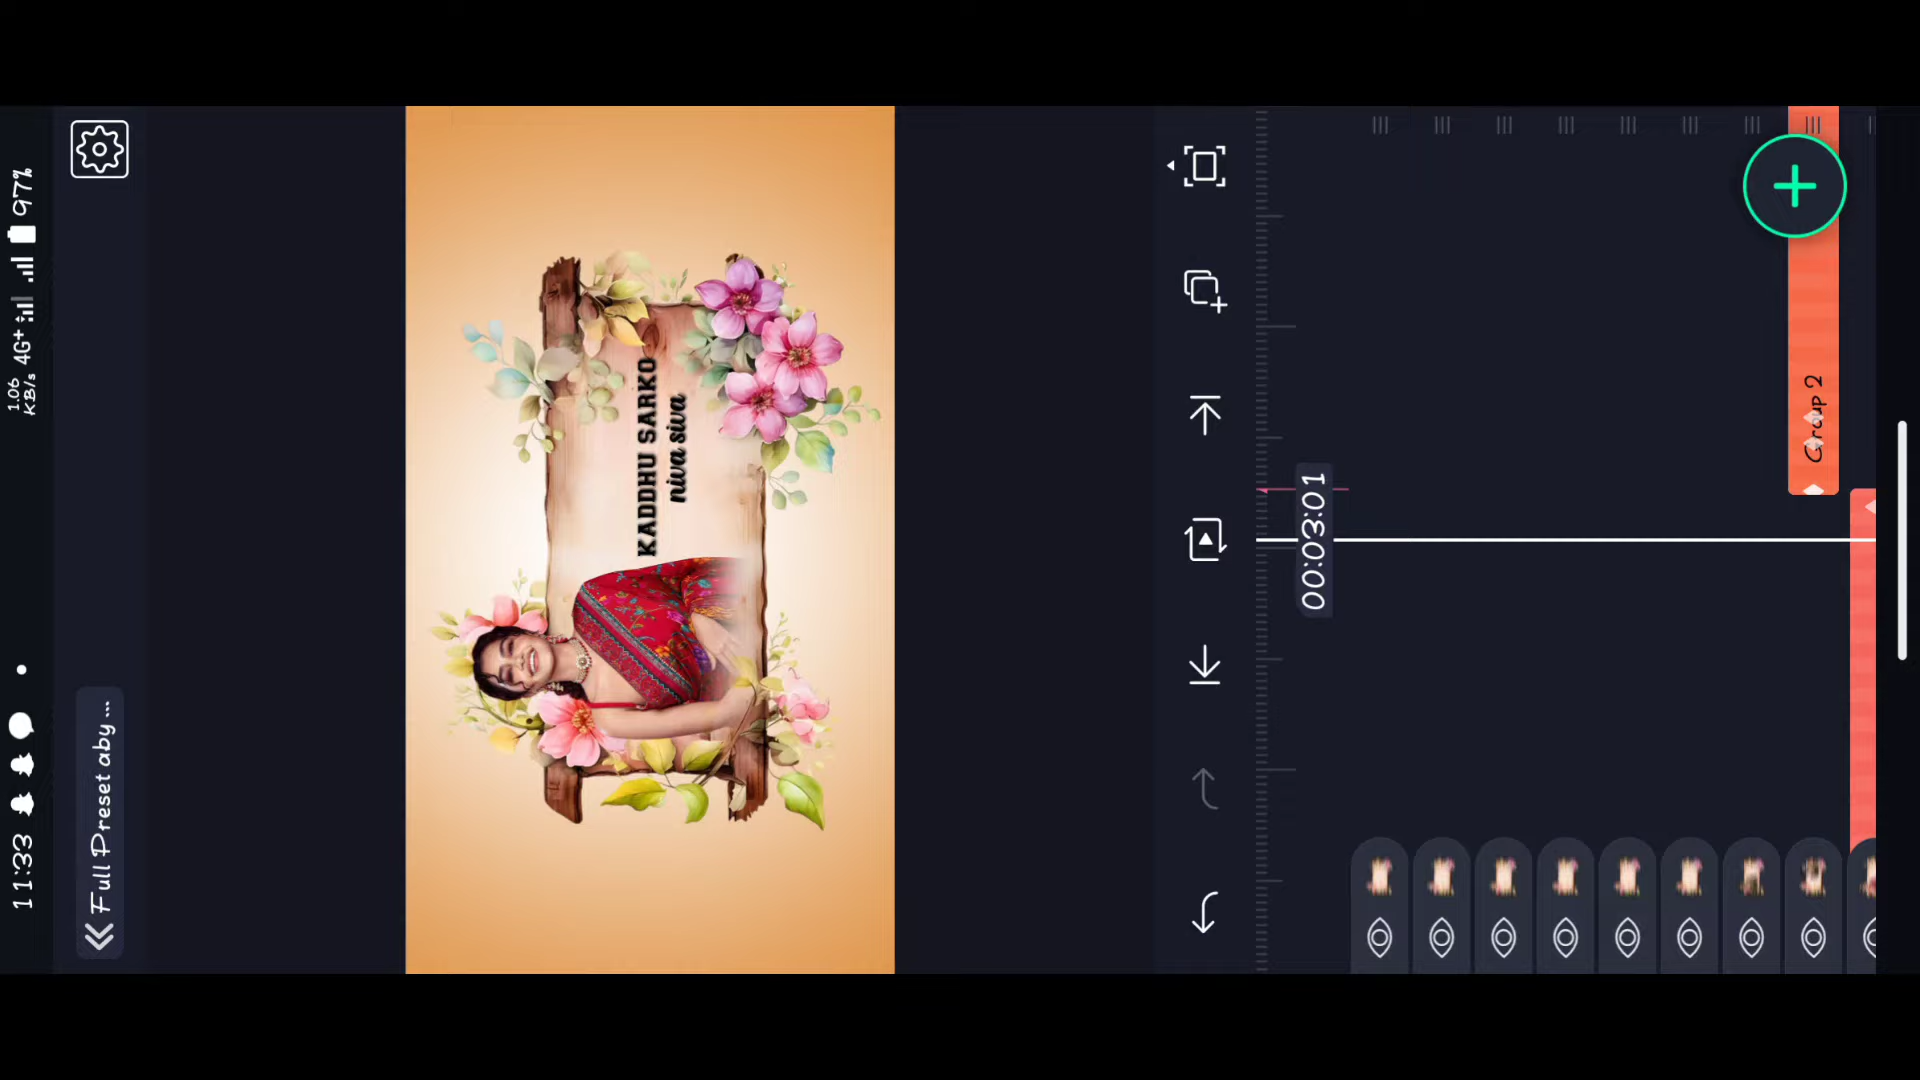 11:33
1.06
KB/s
4G+
97%
Full Preset aby ...
KADDHU SARKO
niva siva
00:03:01
Group 2